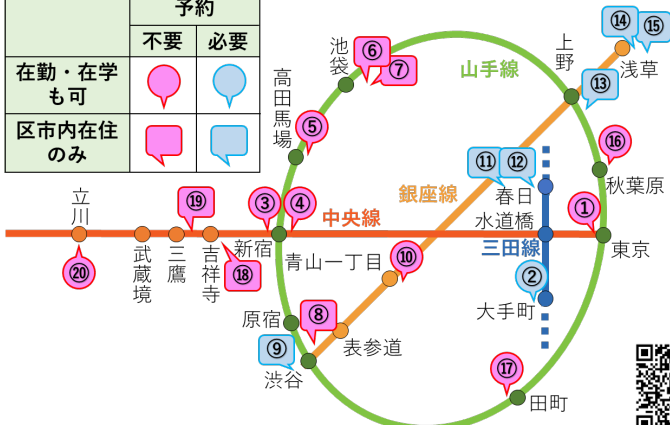 予約
不要
必要
在勤・在学
も可
区市内在住
のみ
池袋
⑥
⑦
山手線
上野
⑭
⑮
浅草
⑬
高田馬場
⑤
⑪
⑫
春日
⑯
秋葉原
銀座線
水道橋
立川
⑲
③
④
中央線
新宿
①
東京
三田線
武蔵境
三鷹
吉祥寺
⑱
⑳
青山一丁目
⑩
②
大手町
原宿
⑧
表参道
⑨
渋谷
⑰
田町